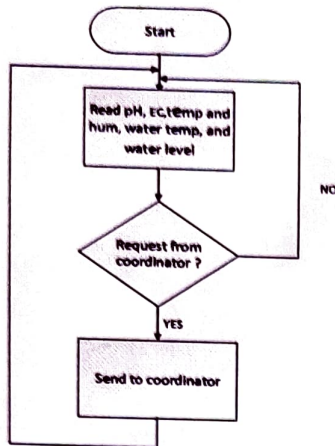 Start
Read pH, EC,temp and
hum, water temp, and
water level
NO
Request from
coordinator ?
YES
Send to coordinator